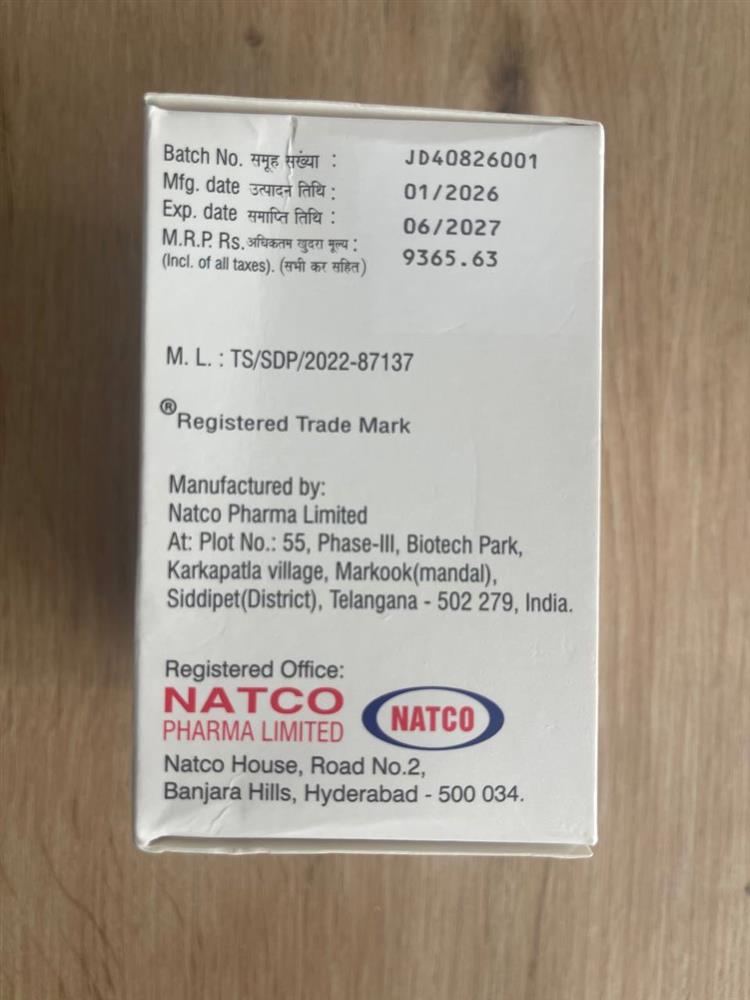 Batch No. समूह संख्या : JD40826001
Mfg. date उत्पादन तिथि : 01/2026
Exp. date समाप्ति तिथि : 06/2027
M.R.P. Rs. अधिकतम खुदरा मूल्य : 9365.63
(Incl. of all taxes). (सभी कर सहित)
M. L. : TS/SDP/2022-87137
®Registered Trade Mark
Manufactured by:
Natco Pharma Limited
At: Plot No.: 55, Phase-III, Biotech Park,
Karkapatla village, Markook(mandal),
Siddipet(District), Telangana - 502 279, India.
Registered Office:
NATCO
PHARMA LIMITED
NATCO
Natco House, Road No.2,
Banjara Hills, Hyderabad - 500 034.